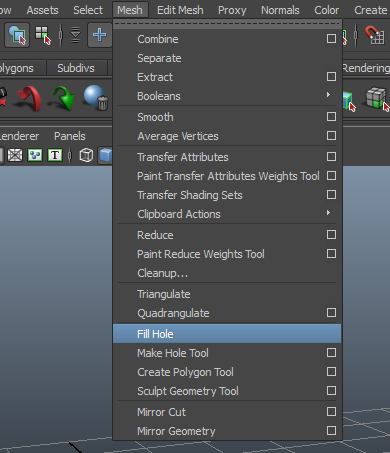 ow Assets Select Mesh Edit Mesh Proxy Normals Color Create
olygons Subdivs Rendering
enderer Panels
T
Combine
Separate
Extract
Booleans
Smooth
Average Vertices
Transfer Attributes
Paint Transfer Attributes Weights Tool
Transfer Shading Sets
Clipboard Actions
Reduce
Paint Reduce Weights Tool
Cleanup...
Triangulate
Quadrangulate
Fill Hole
Make Hole Tool
Create Polygon Tool
Sculpt Geometry Tool
Mirror Cut
Mirror Geometry